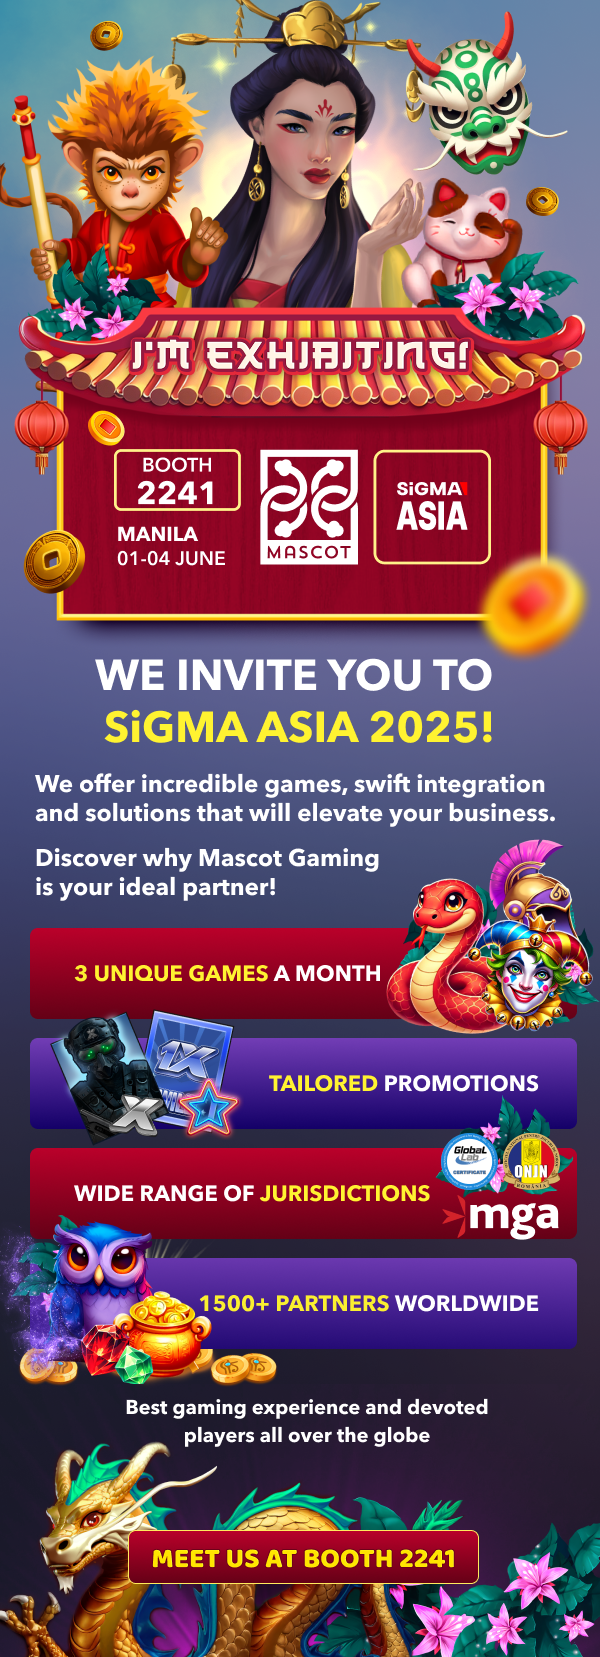 I'M EXHIBITING!
BOOTH
2241
MANILA
01-04 JUNE
MASCOT
SiGMA
ASIA
WE INVITE YOU TO
SiGMA ASIA 2025!
We offer incredible games, swift integration
and solutions that will elevate your business.
Discover why Mascot Gaming
is your ideal partner!
3 UNIQUE GAMES A MONTH
1X
X
TAILORED PROMOTIONS
GLobaL
Lab
CERTIFICATE
ONJN
ROMÂNIA
WIDE RANGE OF JURISDICTIONS
mga
1500+ PARTNERS WORLDWIDE
Best gaming experience and devoted
players all over the globe
MEET US AT BOOTH 2241